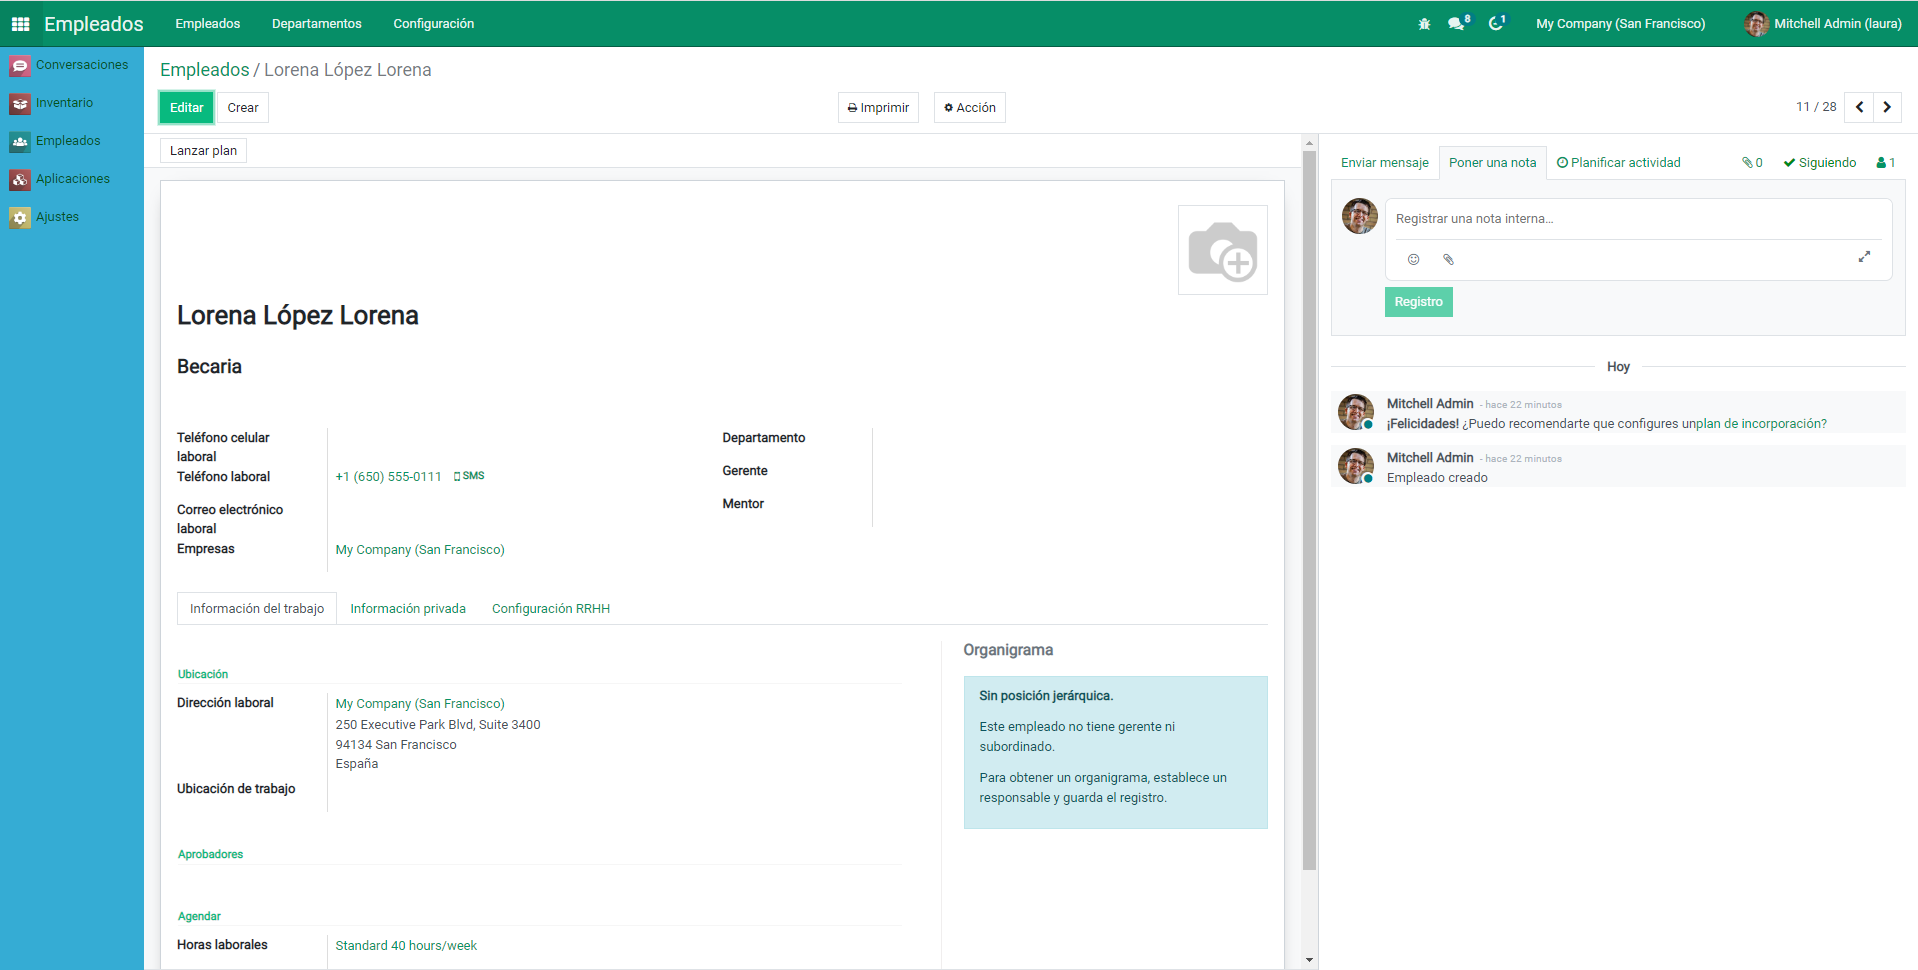 Empleados Empleados Departamentos Configuración 8 1 My Company (San Francisco) Mitchell Admin (laura)
Conversaciones
Inventario
Empleados
Aplicaciones
Ajustes
Empleados / Lorena López Lorena
Editar Crear Imprimir Acción 11 / 28
Lanzar plan
Lorena López Lorena
Becaria
Teléfono celular
laboral
Teléfono laboral +1 (650) 555-0111 SMS
Correo electrónico
laboral
Empresas My Company (San Francisco)
Departamento
Gerente
Mentor
Información del trabajo Información privada Configuración RRHH
Ubicación
Dirección laboral My Company (San Francisco)
250 Executive Park Blvd, Suite 3400
94134 San Francisco
España
Ubicación de trabajo
Aprobadores
Agendar
Horas laborales Standard 40 hours/week
Organigrama
Sin posición jerárquica.
Este empleado no tiene gerente ni
subordinado.
Para obtener un organigrama, establece un
responsable y guarda el registro.
Enviar mensaje Poner una nota Planificar actividad 0 Siguiendo 1
Registrar una nota interna...
Registro
Hoy
Mitchell Admin - hace 22 minutos
¡Felicidades! ¿Puedo recomendarte que configures unplan de incorporación?
Mitchell Admin - hace 22 minutos
Empleado creado